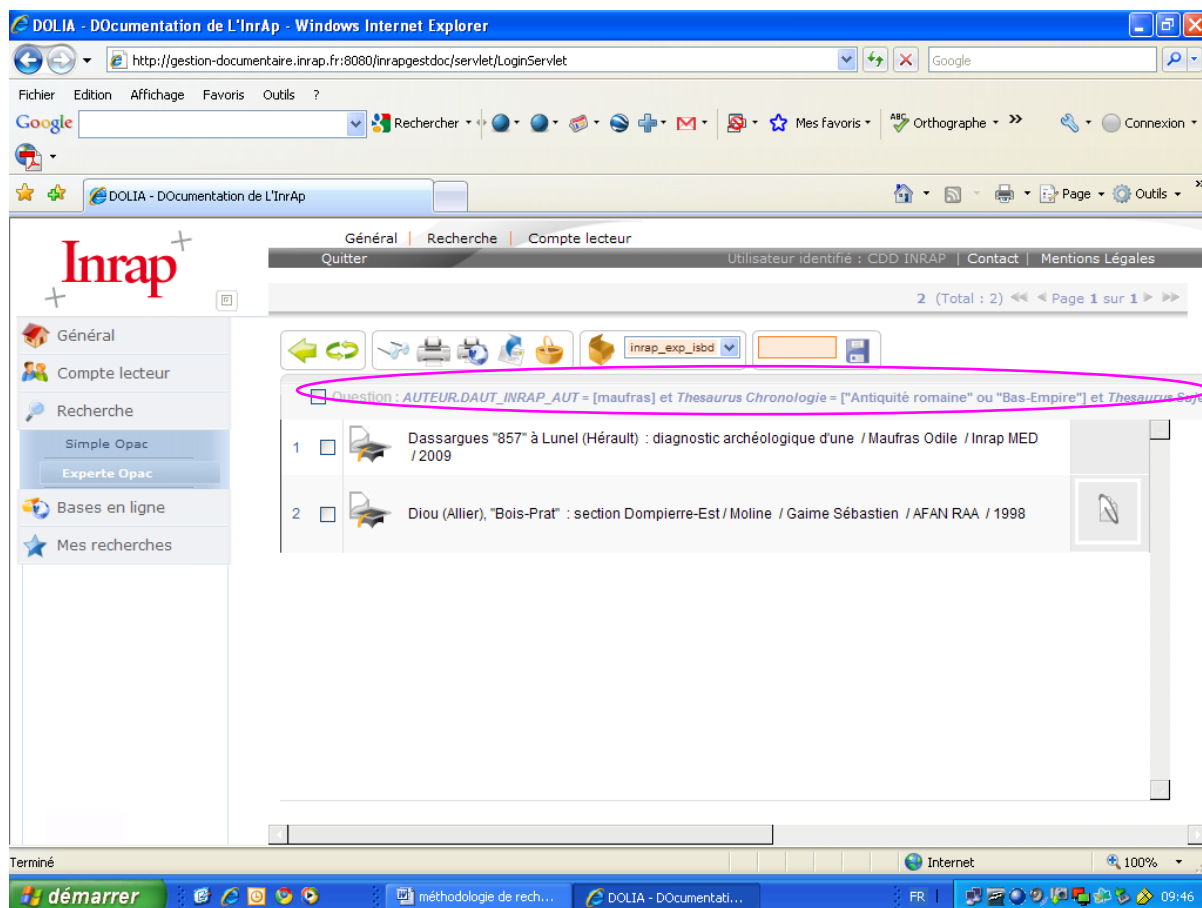 DOLIA - DOcumentation de L'InrAp - Windows Internet Explorer
http://gestion-documentaire.inrap.fr:8080/inrapgestdoc/servlet/LoginServlet
Google
Fichier Edition Affichage Favoris Outils ?
Google Rechercher Mes favoris ABC Orthographe » Connexion
DOLIA - DOcumentation de L'InrAp Page Outils »
Général | Recherche | Compte lecteur
Inrap
Quitter Utilisateur identifié : CDD INRAP | Contact | Mentions Légales
2 (Total : 2) Page 1 sur 1
Général
Compte lecteur
Recherche
Simple Opac
Experte Opac
Bases en ligne
Mes recherches
inrap_exp_isbd
Question : AUTEUR.DAUT_INRAP_AUT = [maufras] et Thesaurus Chronologie = ["Antiquité romaine" ou "Bas-Empire"] et Thesaurus Suje
1 Dassargues "857" à Lunel (Hérault) : diagnostic archéologique d'une / Maufras Odile / Inrap MED
/ 2009
2 Diou (Allier), "Bois-Prat" : section Dompierre-Est / Moline / Gaime Sébastien / AFAN RAA / 1998
Terminé Internet 100%
démarrer méthodologie de rech... DOLIA - DOcumentati... FR 09:46